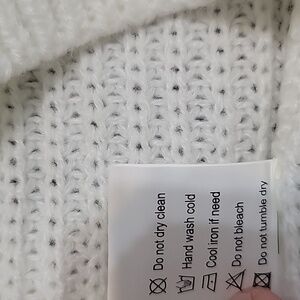 Do not dry clean
Hand wash cold
Cool iron if need
Do not bleach
Do not tumble dry